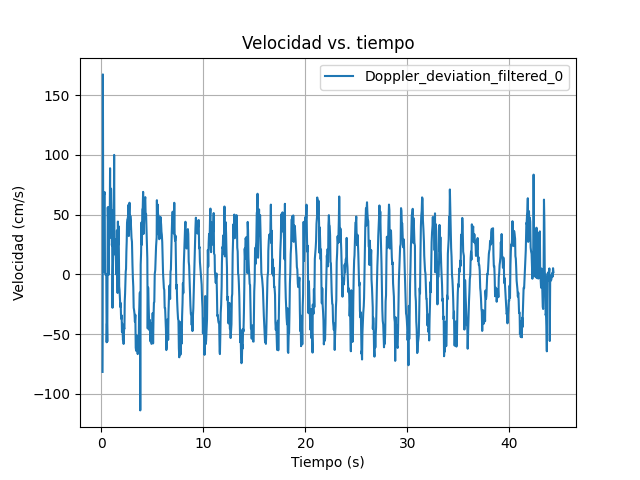 Velocidad vs. tiempo
Doppler_deviation_filtered_0
Velocidad (cm/s)
150
100
50
0
−50
−100
0 10 20 30 40
Tiempo (s)